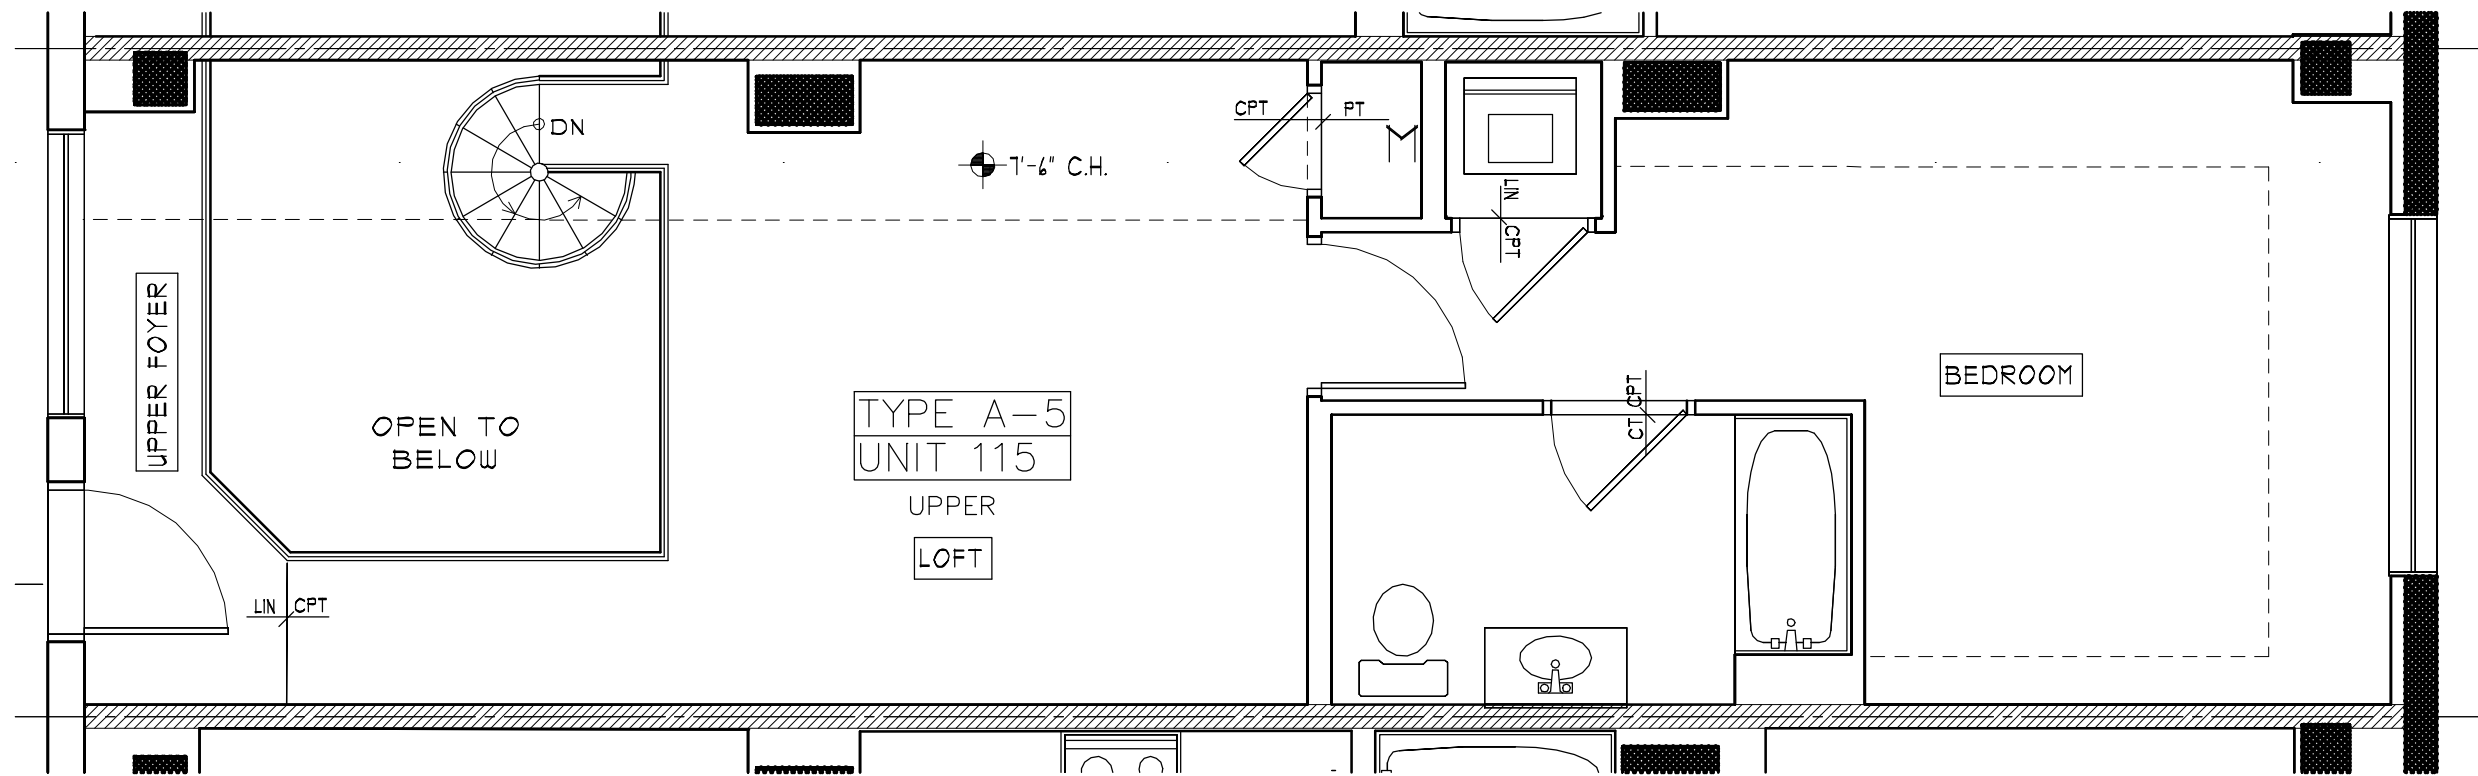 CPT
PT
DN
7'-6" C.H.
LIN
CPT
UPPER FOYER
OPEN TO
BELOW
TYPE A-5
UNIT 115
UPPER
LOFT
CT CPT
BEDROOM
LIN CPT